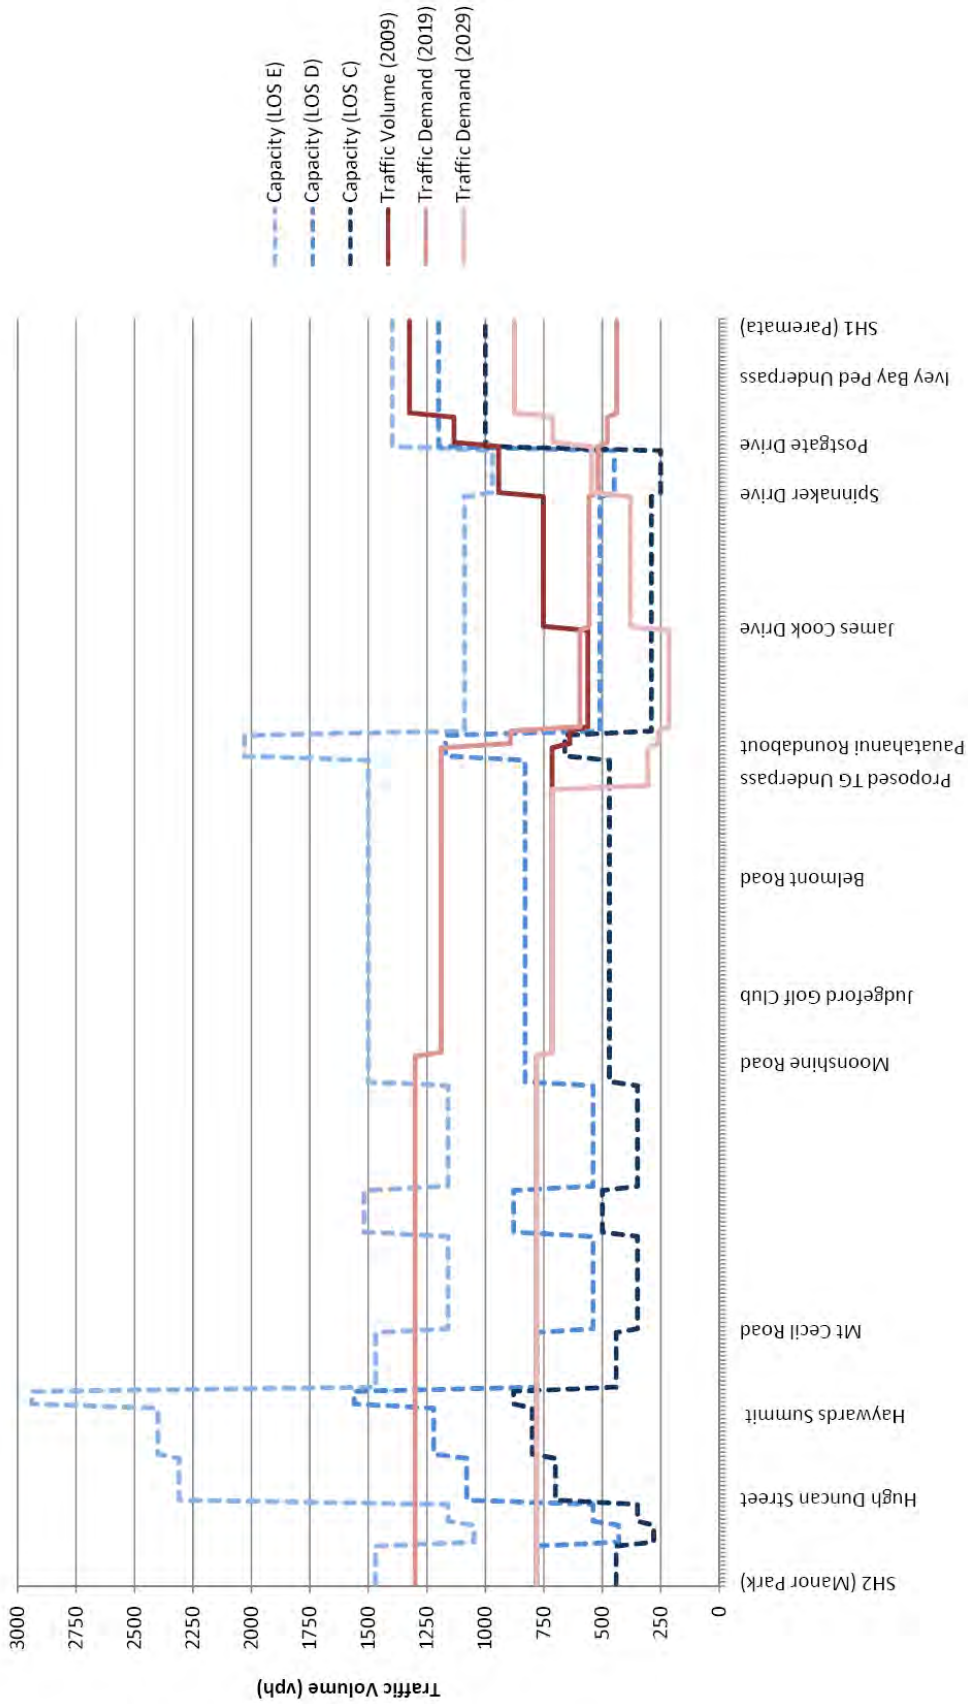 Capacity (LOS E)
Capacity (LOS D)
Capacity (LOS C)
Traffic Volume (2009)
Traffic Demand (2019)
Traffic Demand (2029)
Traffic Volume (vph)
3000
2750
2500
2250
2000
1750
1500
1250
1000
750
500
250
0
SH2 (Manor Park)
Hugh Duncan Street
Haywards Summit
Mt Cecil Road
Moonshine Road
Judgeford Golf Club
Belmont Road
Proposed TG Underpass
Pauatahanui Roundabout
James Cook Drive
Spinnaker Drive
Postgate Drive
Ivey Bay Ped Underpass
SH1 (Paremata)